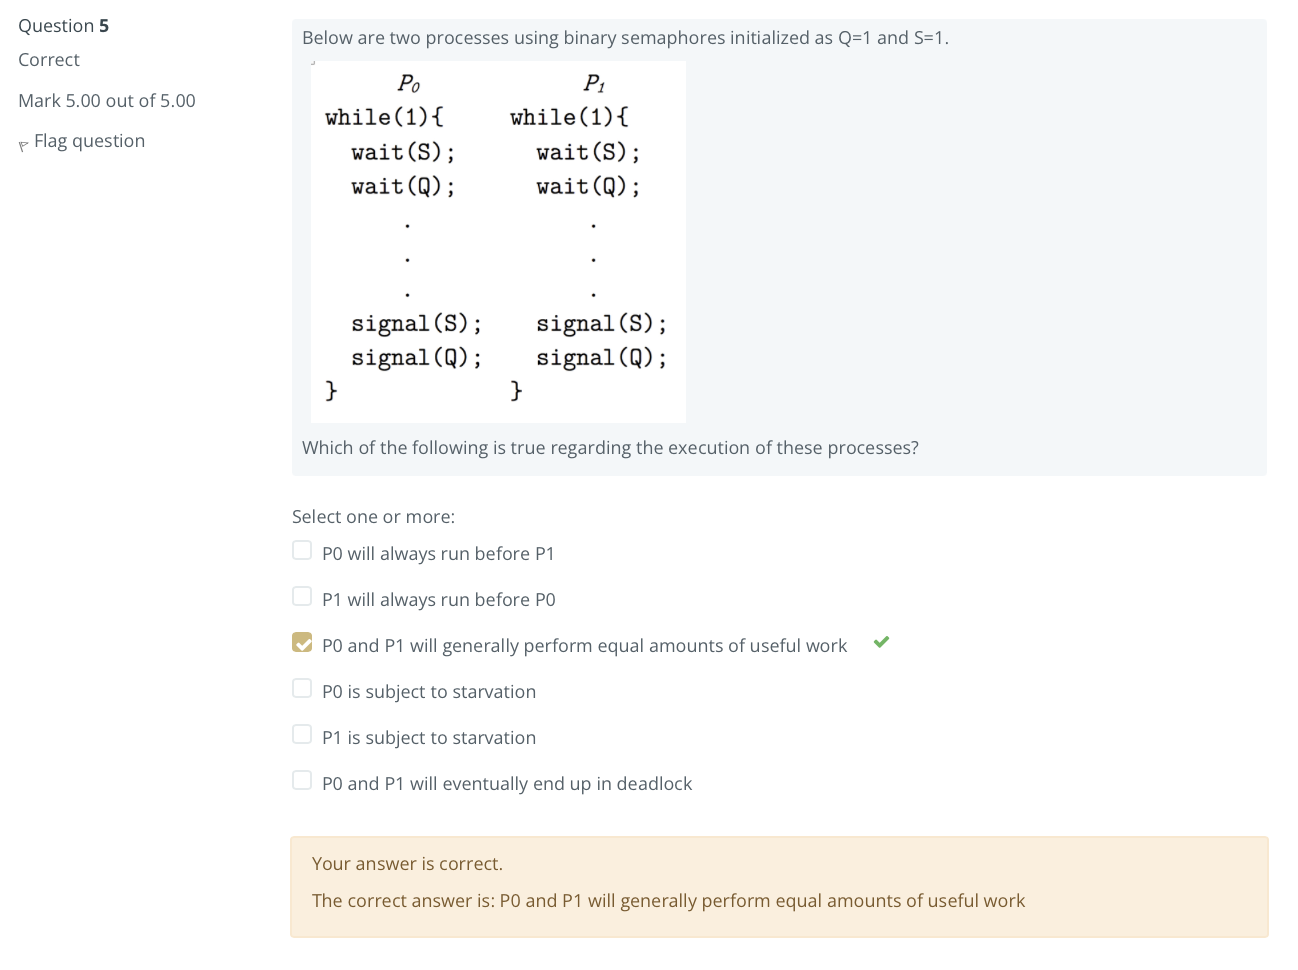 Question 5
Correct
Mark 5.00 out of 5.00
Flag question
Below are two processes using binary semaphores initialized as Q=1 and S=1.
P0 P1
while(1){ while(1){
wait(S); wait(S);
wait(Q); wait(Q);
. .
. .
. .
signal(S); signal(S);
signal(Q); signal(Q);
} }
Which of the following is true regarding the execution of these processes?
Select one or more:
P0 will always run before P1
P1 will always run before P0
P0 and P1 will generally perform equal amounts of useful work
P0 is subject to starvation
P1 is subject to starvation
P0 and P1 will eventually end up in deadlock
Your answer is correct.
The correct answer is: P0 and P1 will generally perform equal amounts of useful work